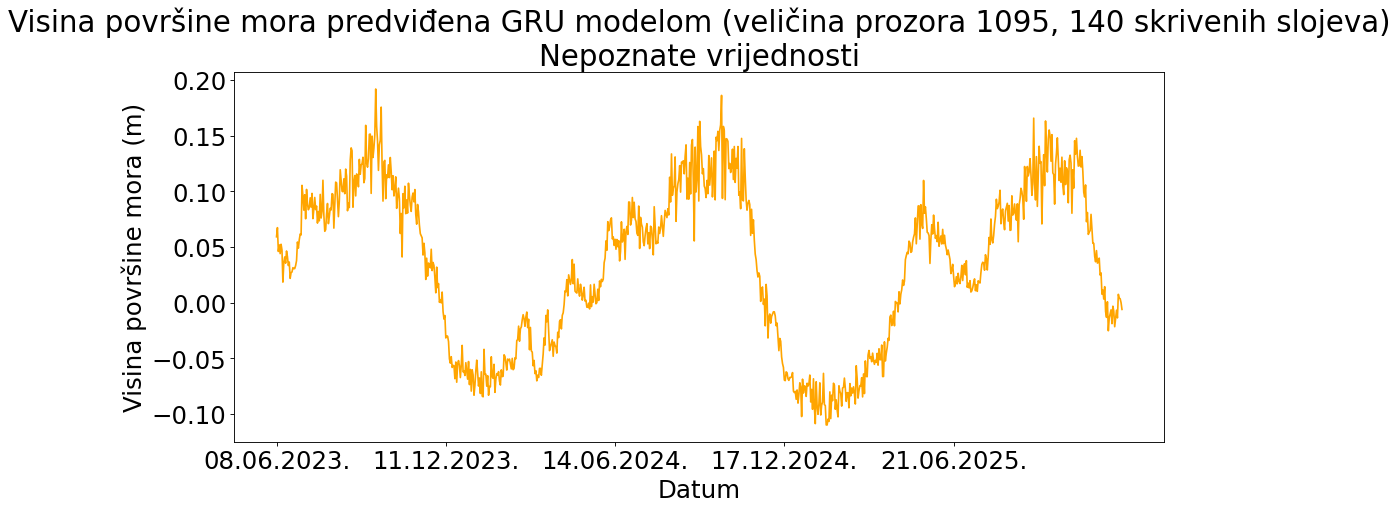 Visina površine mora predviđena GRU modelom (veličina prozora 1095, 140 skrivenih slojeva)
Nepoznate vrijednosti
Visina površine mora (m)
0.20
0.15
0.10
0.05
0.00
−0.05
−0.10
08.06.2023. 11.12.2023. 14.06.2024. 17.12.2024. 21.06.2025.
Datum